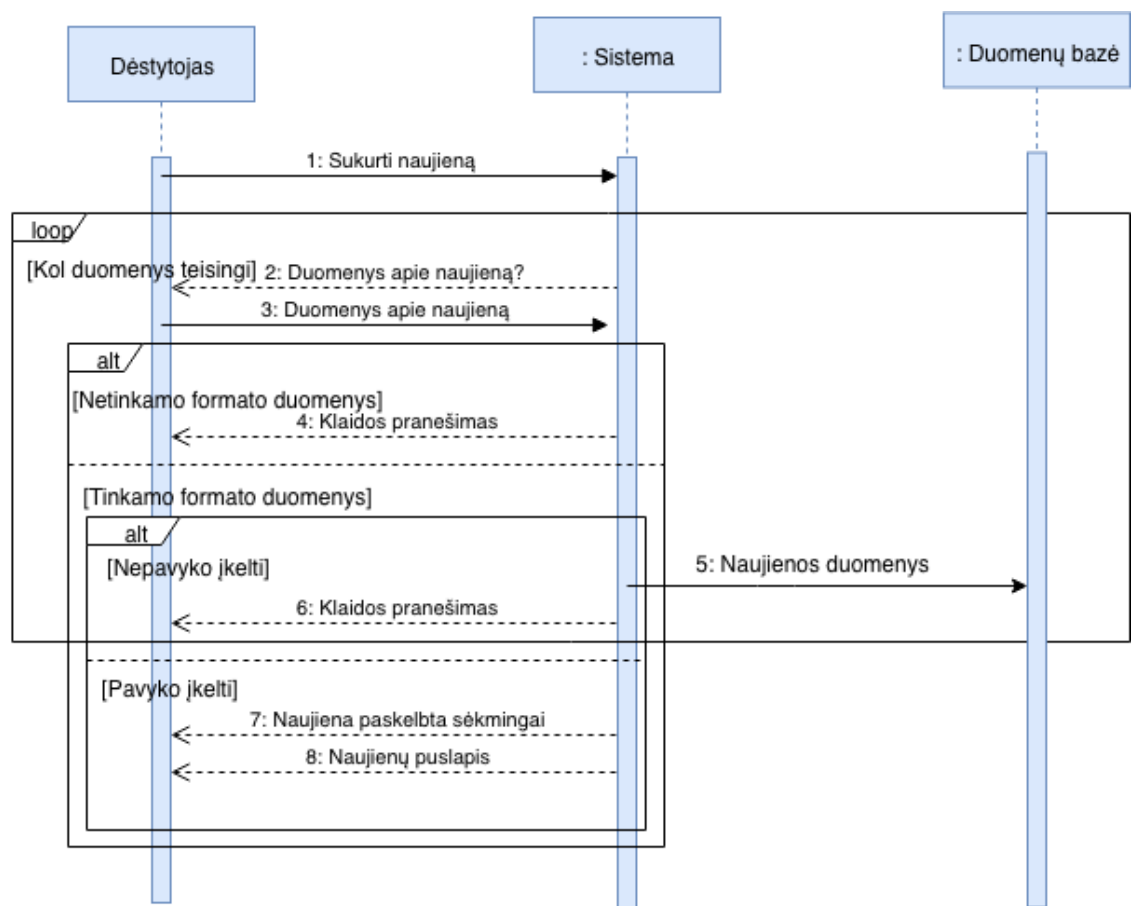 Dėstytojas
: Sistema
: Duomenų bazė
1: Sukurti naujieną
loop
[Kol duomenys teisingi]
2: Duomenys apie naujieną?
3: Duomenys apie naujieną
alt
[Netinkamo formato duomenys]
4: Klaidos pranešimas
[Tinkamo formato duomenys]
alt
[Nepavyko įkelti]
5: Naujienos duomenys
6: Klaidos pranešimas
[Pavyko įkelti]
7: Naujiena paskelbta sėkmingai
8: Naujienų puslapis